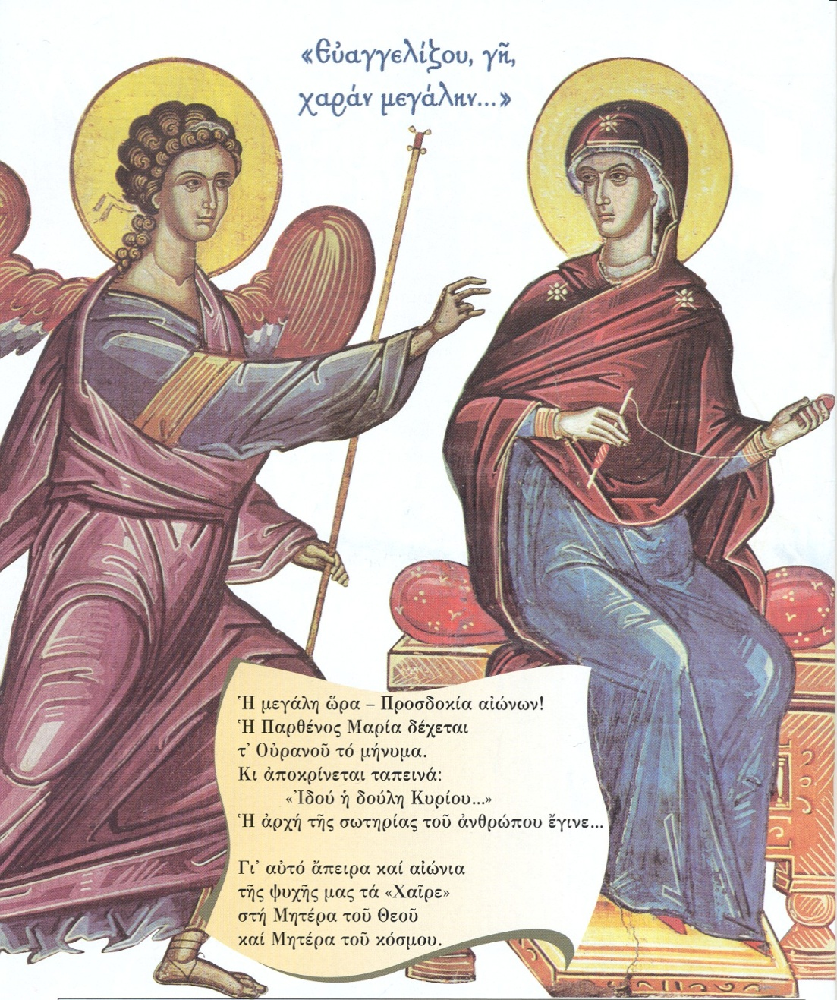 «Εὐαγγελίζου, γῆ,
χαράν μεγάλην...»
Ἡ μεγάλη ὥρα – Προσδοκία αἰώνων!
Ἡ Παρθένος Μαρία δέχεται
τ' Οὐρανοῦ τό μήνυμα.
Κι ἀποκρίνεται ταπεινά:
«Ἰδού ἡ δούλη Κυρίου...»
Ἡ ἀρχή τῆς σωτηρίας τοῦ ἀνθρώπου ἔγινε...
Γι' αὐτό ἄπειρα καί αἰώνια
τῆς ψυχῆς μας τά «Χαῖρε»
στή Μητέρα τοῦ Θεοῦ
καί Μητέρα τοῦ κόσμου.